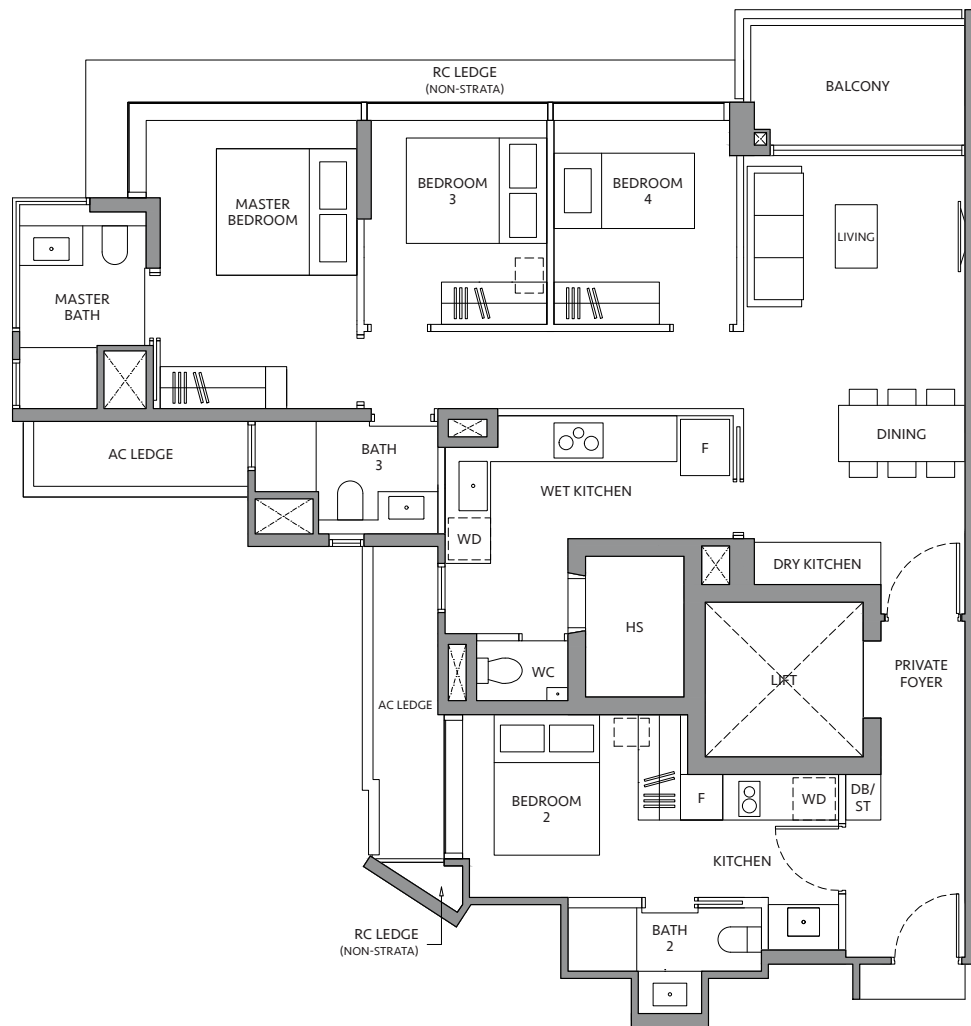 RC LEDGE
(NON-STRATA)
BALCONY
MASTER
BEDROOM
BEDROOM
3
BEDROOM
4
LIVING
MASTER
BATH
AC LEDGE
BATH
3
WET KITCHEN
F
DINING
WD
DRY KITCHEN
HS
WC
LIFT
PRIVATE
FOYER
AC LEDGE
BEDROOM
2
F
WD
DB/
ST
KITCHEN
BATH
2
RC LEDGE
(NON-STRATA)